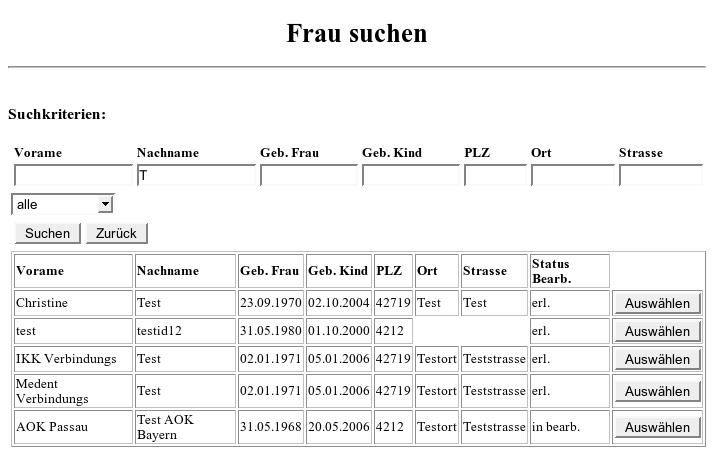 Frau suchen
Suchkriterien:
Vorame Nachname Geb. Frau Geb. Kind PLZ Ort Strasse
T
alle
Suchen Zurück
Vorame Nachname Geb. Frau Geb. Kind PLZ Ort Strasse Status
Bearb.
Christine Test 23.09.1970 02.10.2004 42719 Test Test erl. Auswählen
test testid12 31.05.1980 01.10.2000 4212 erl. Auswählen
IKK Verbindungs Test 02.01.1971 05.01.2006 42719 Testort Teststrasse erl. Auswählen
Medent
Verbindungs Test 02.01.1971 05.01.2006 42719 Testort Teststrasse erl. Auswählen
AOK Passau Test AOK
Bayern 31.05.1968 20.05.2006 4212 Testort Teststrasse in bearb. Auswählen